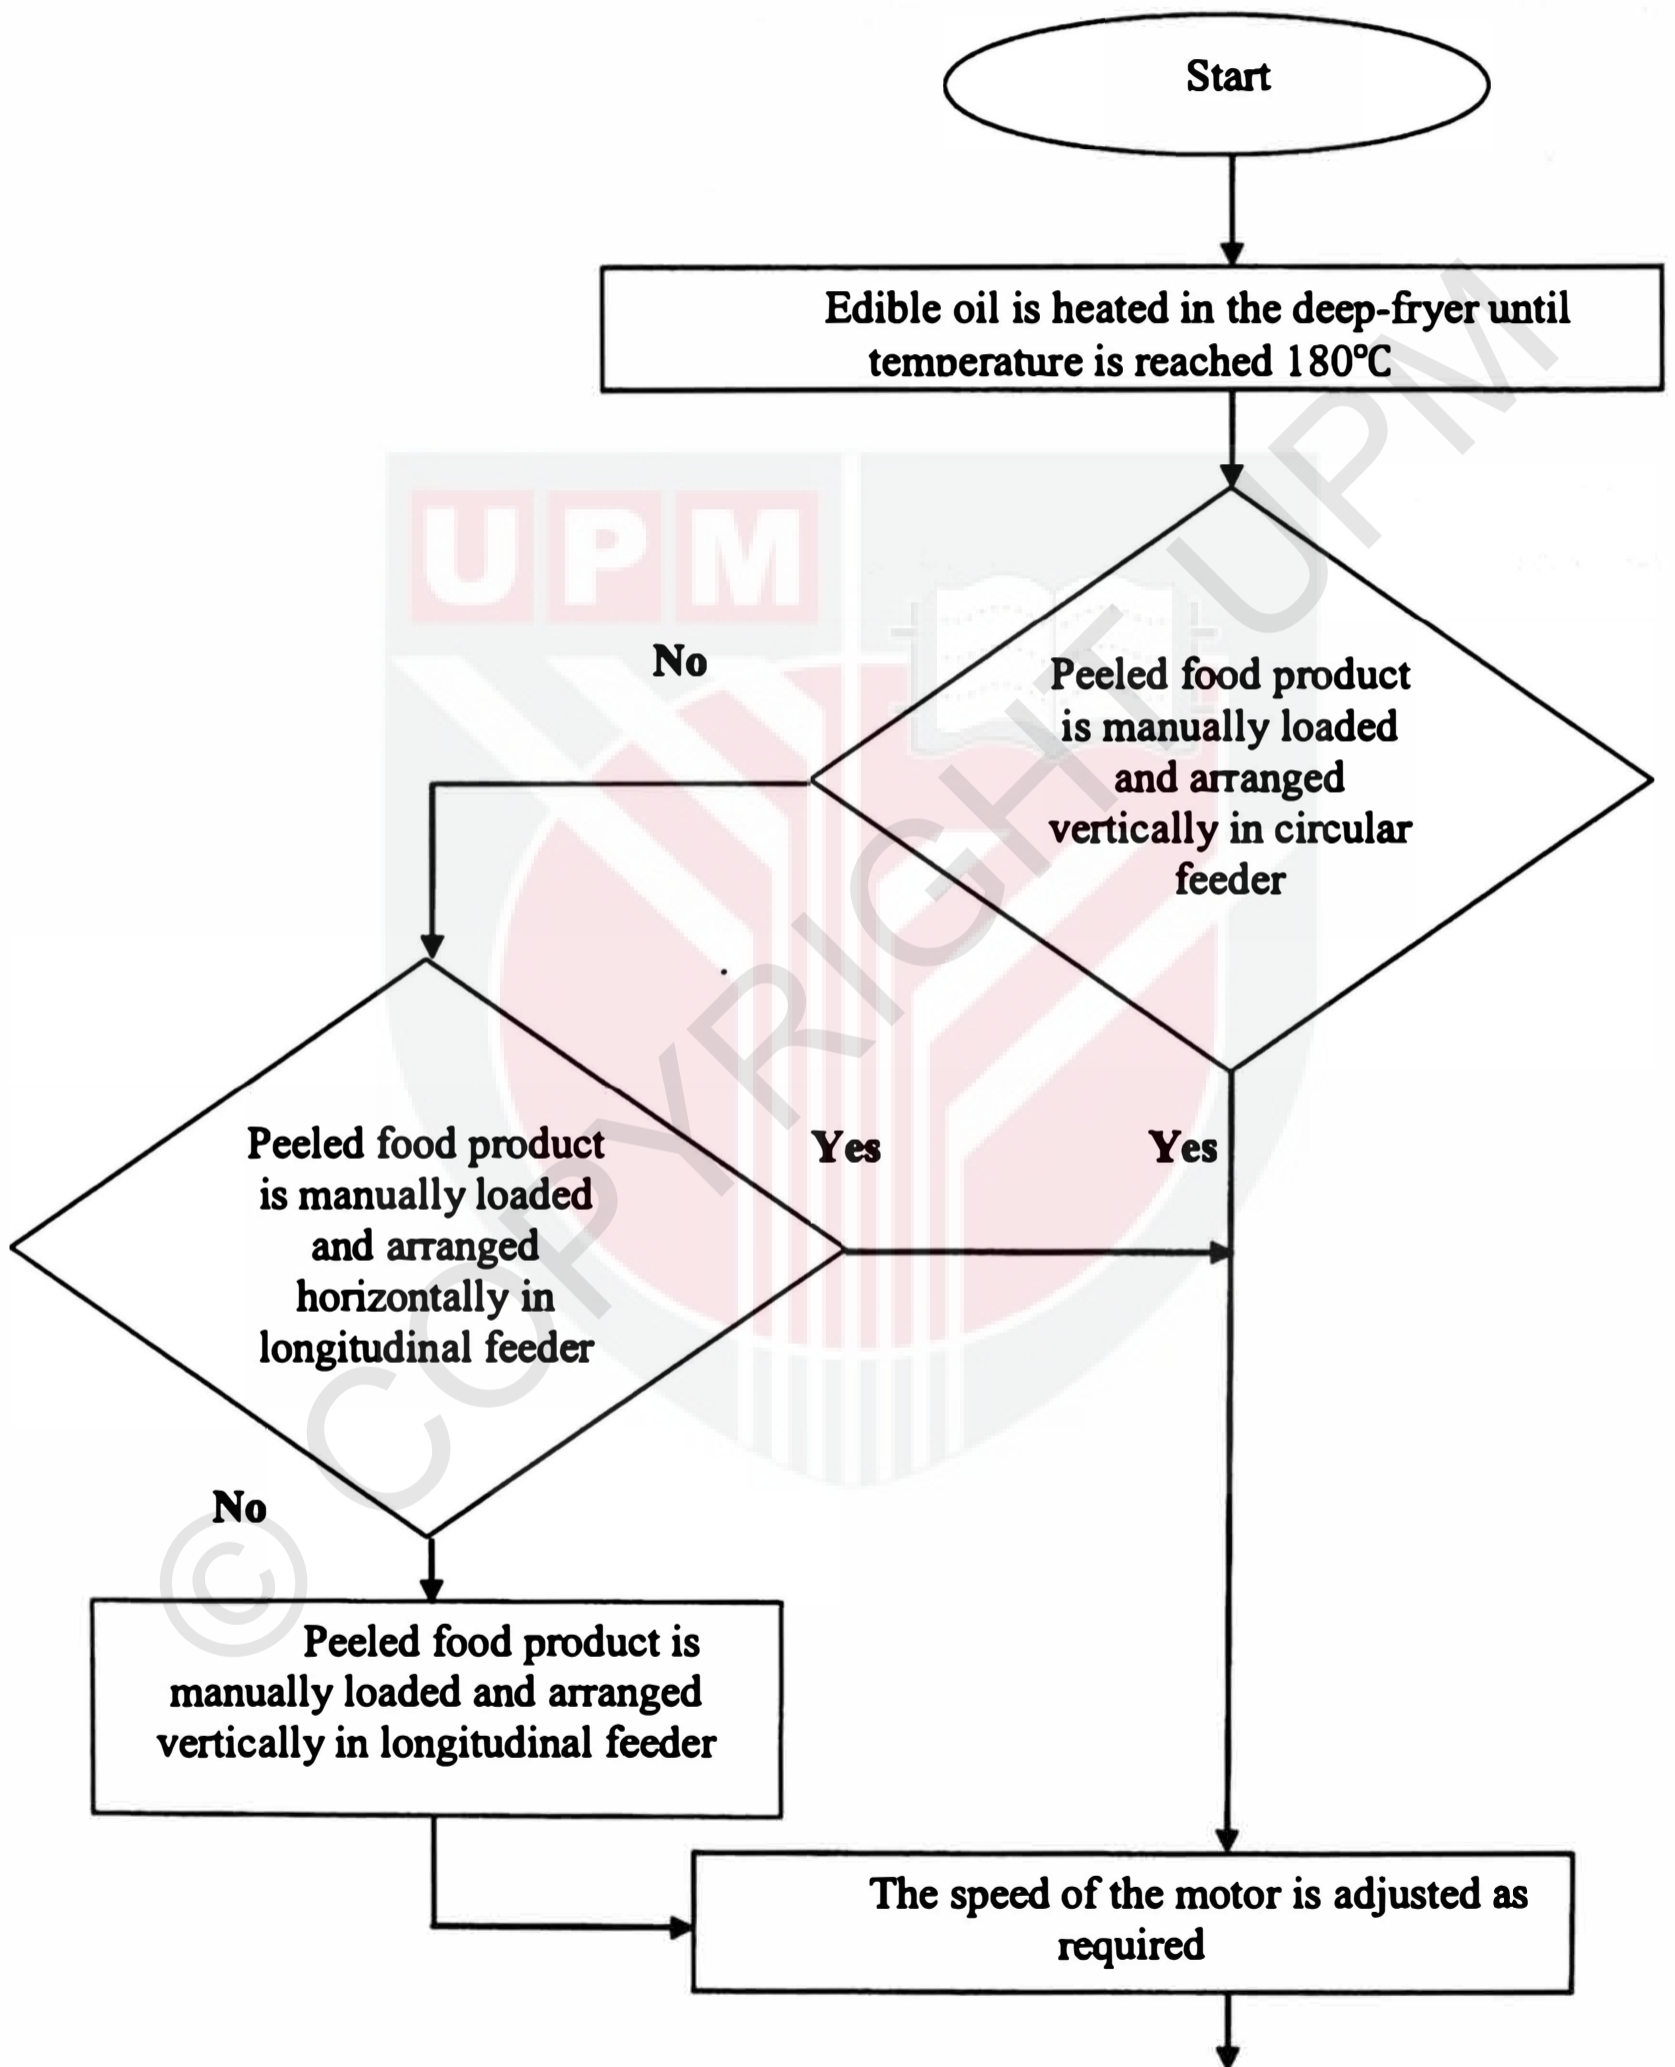 Start
Edible oil is heated in the deep-fryer until
temperature is reached 180°C
UPM
No
Peeled food product
is manually loaded
and arranged
vertically in circular
feeder
Peeled food product
is manually loaded
and arranged
horizontally in
longitudinal feeder
Yes
Yes
No
Peeled food product is
manually loaded and arranged
vertically in longitudinal feeder
The speed of the motor is adjusted as
required
© COPYRIGHT UPM